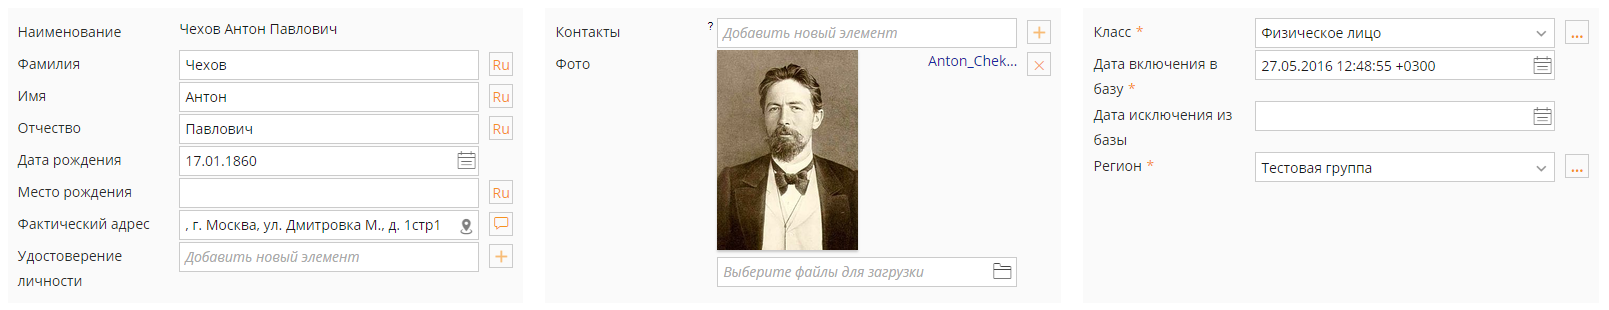 Наименование Чехов Антон Павлович
Фамилия Чехов Ru
Имя Антон Ru
Отчество Павлович Ru
Дата рождения 17.01.1860
Место рождения Ru
Фактический адрес , г. Москва, ул. Дмитровка М., д. 1стр1
Удостоверение личности Добавить новый элемент +
Контакты ? Добавить новый элемент +
Фото Anton_Chek... ×
Выберите файлы для загрузки
Класс * Физическое лицо ...
Дата включения в базу * 27.05.2016 12:48:55 +0300
Дата исключения из базы
Регион * Тестовая группа ...